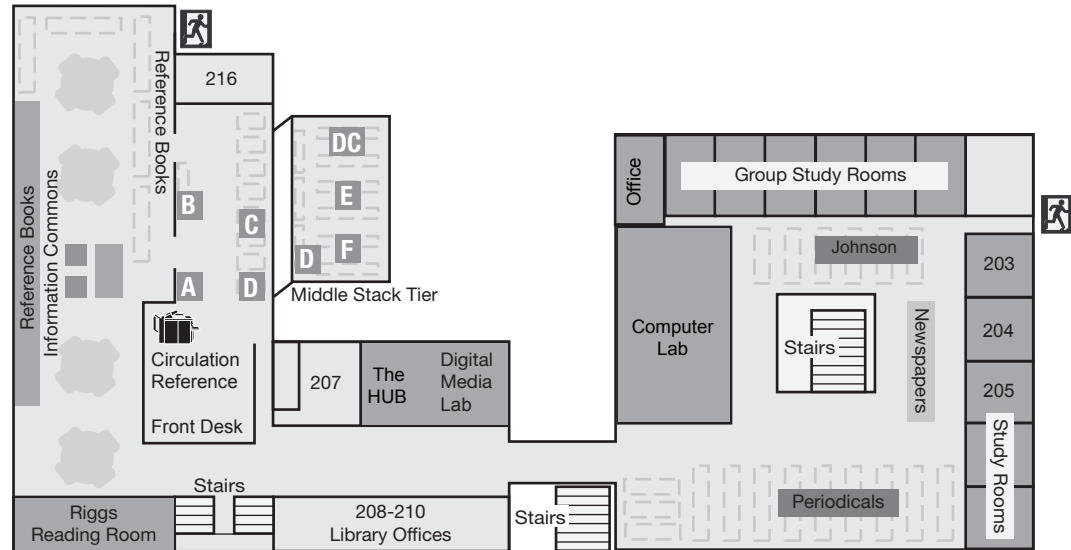 Reference Books
216
DC
Office
Group Study Rooms
B
E
C
D
F
Johnson
203
Reference Books
Information Commons
A
D
Middle Stack Tier
Computer
Lab
Stairs
Newspapers
204
Circulation
Reference
207
The
HUB
Digital
Media
Lab
205
Front Desk
Study Rooms
Stairs
Riggs
Reading Room
208-210
Library Offices
Stairs
Periodicals